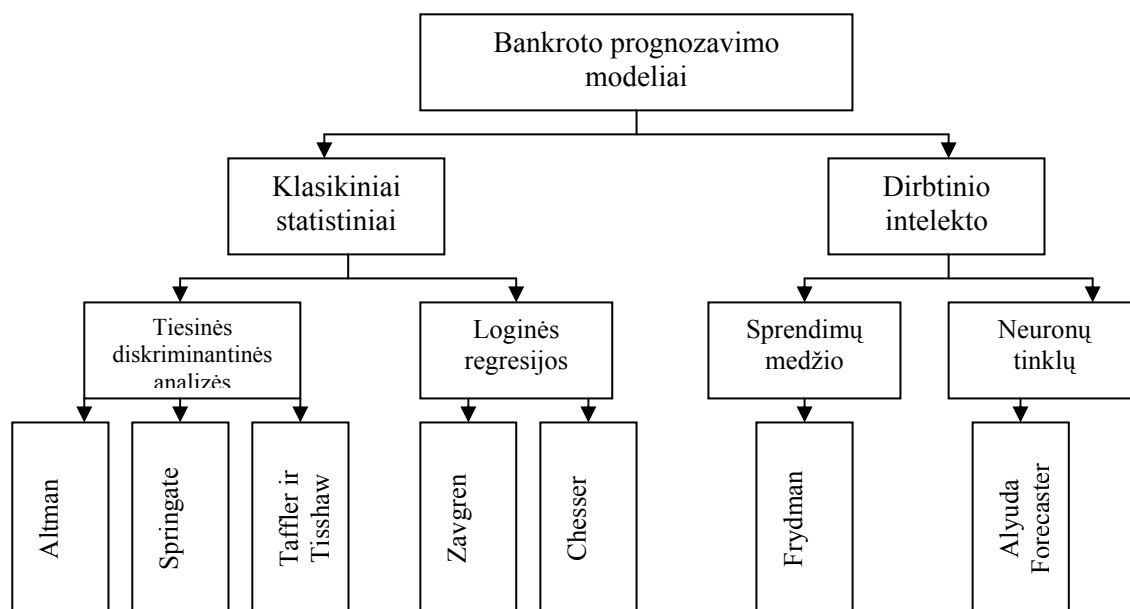 Bankroto prognozavimo
modeliai
Klasikiniai
statistiniai
Dirbtinio
intelekto
Tiesinės
diskriminantinės
analizės
Loginės
regresijos
Sprendimų
medžio
Neuronų
tinklų
Altman
Springate
Taffler ir
Tisshaw
Zavgren
Chesser
Frydman
Alyuda
Forecaster